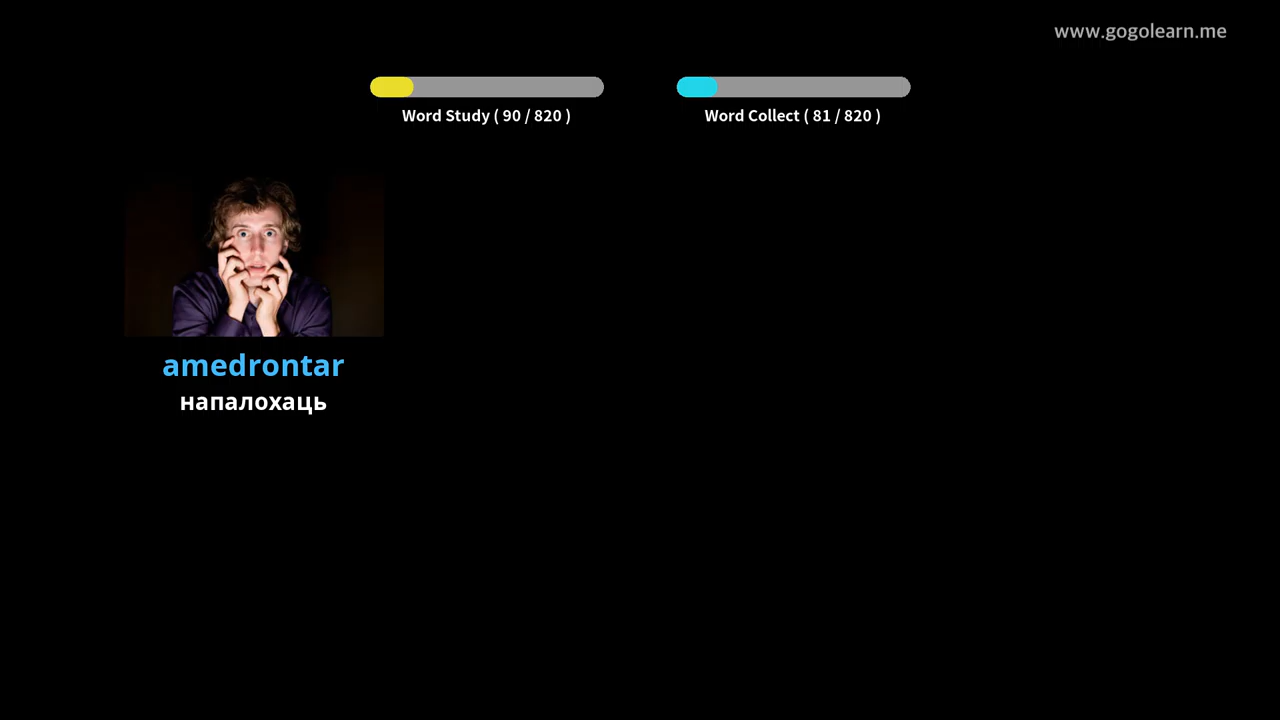 www.gogolearn.me
Word Study ( 90 / 820 )
Word Collect ( 81 / 820 )
amedrontar
напалохаць